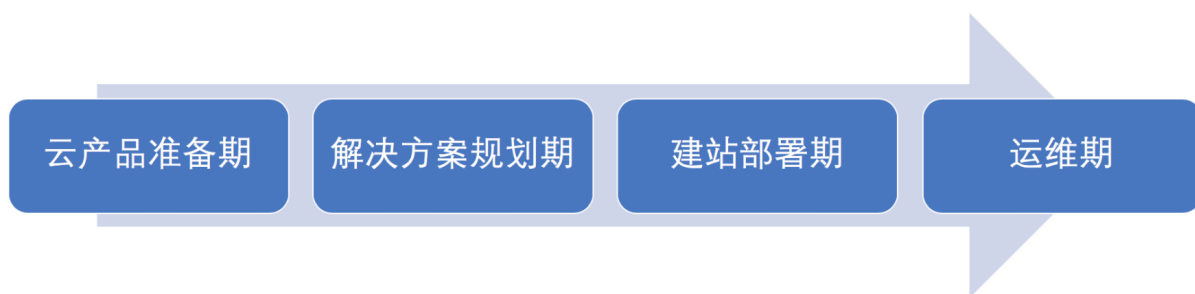 云产品准备期
解决方案规划期
建站部署期
运维期